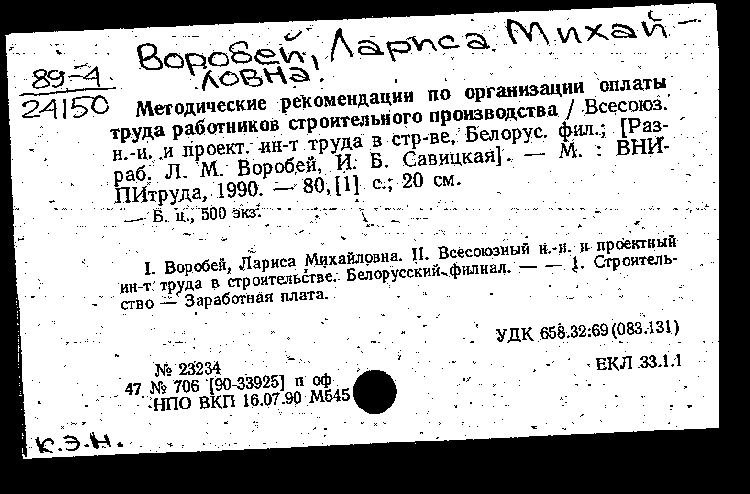 Воробей, Лариса Михай-
ловна.
89-4
24150
Методические рекомендации по организации оплаты
труда работников строительного производства / Всесоюз.
н.-и. и проект. ин-т труда в стр-ве, Белорус. фил.; [Раз-
раб. Л. М. Воробей, И. Б. Савицкая]. — М. : ВНИ-
ПИтруда, 1990. — 80, [1] с.; 20 см.
— Б. ц., 500 экз.
I. Воробей, Лариса Михайловна. II. Всесоюзный н.-и. и проектный
ин-т труда в строительстве. Белорусский филиал. — — 1. Строитель-
ство — Заработная плата.
УДК 658.32:69(083.131)
№ 23234
ЕКЛ 33.1.1
47 № 706 [90-33925] п оф
НПО ВКП 16.07.90 М545
К.Э.Н.